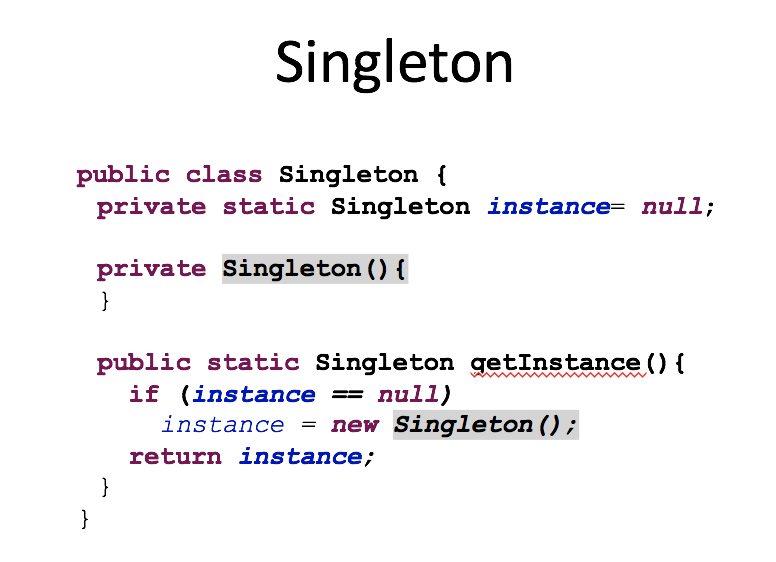 Singleton
public class Singleton {
private static Singleton instance= null;
private Singleton(){
}
public static Singleton getInstance(){
if (instance == null)
instance = new Singleton();
return instance;
}
}